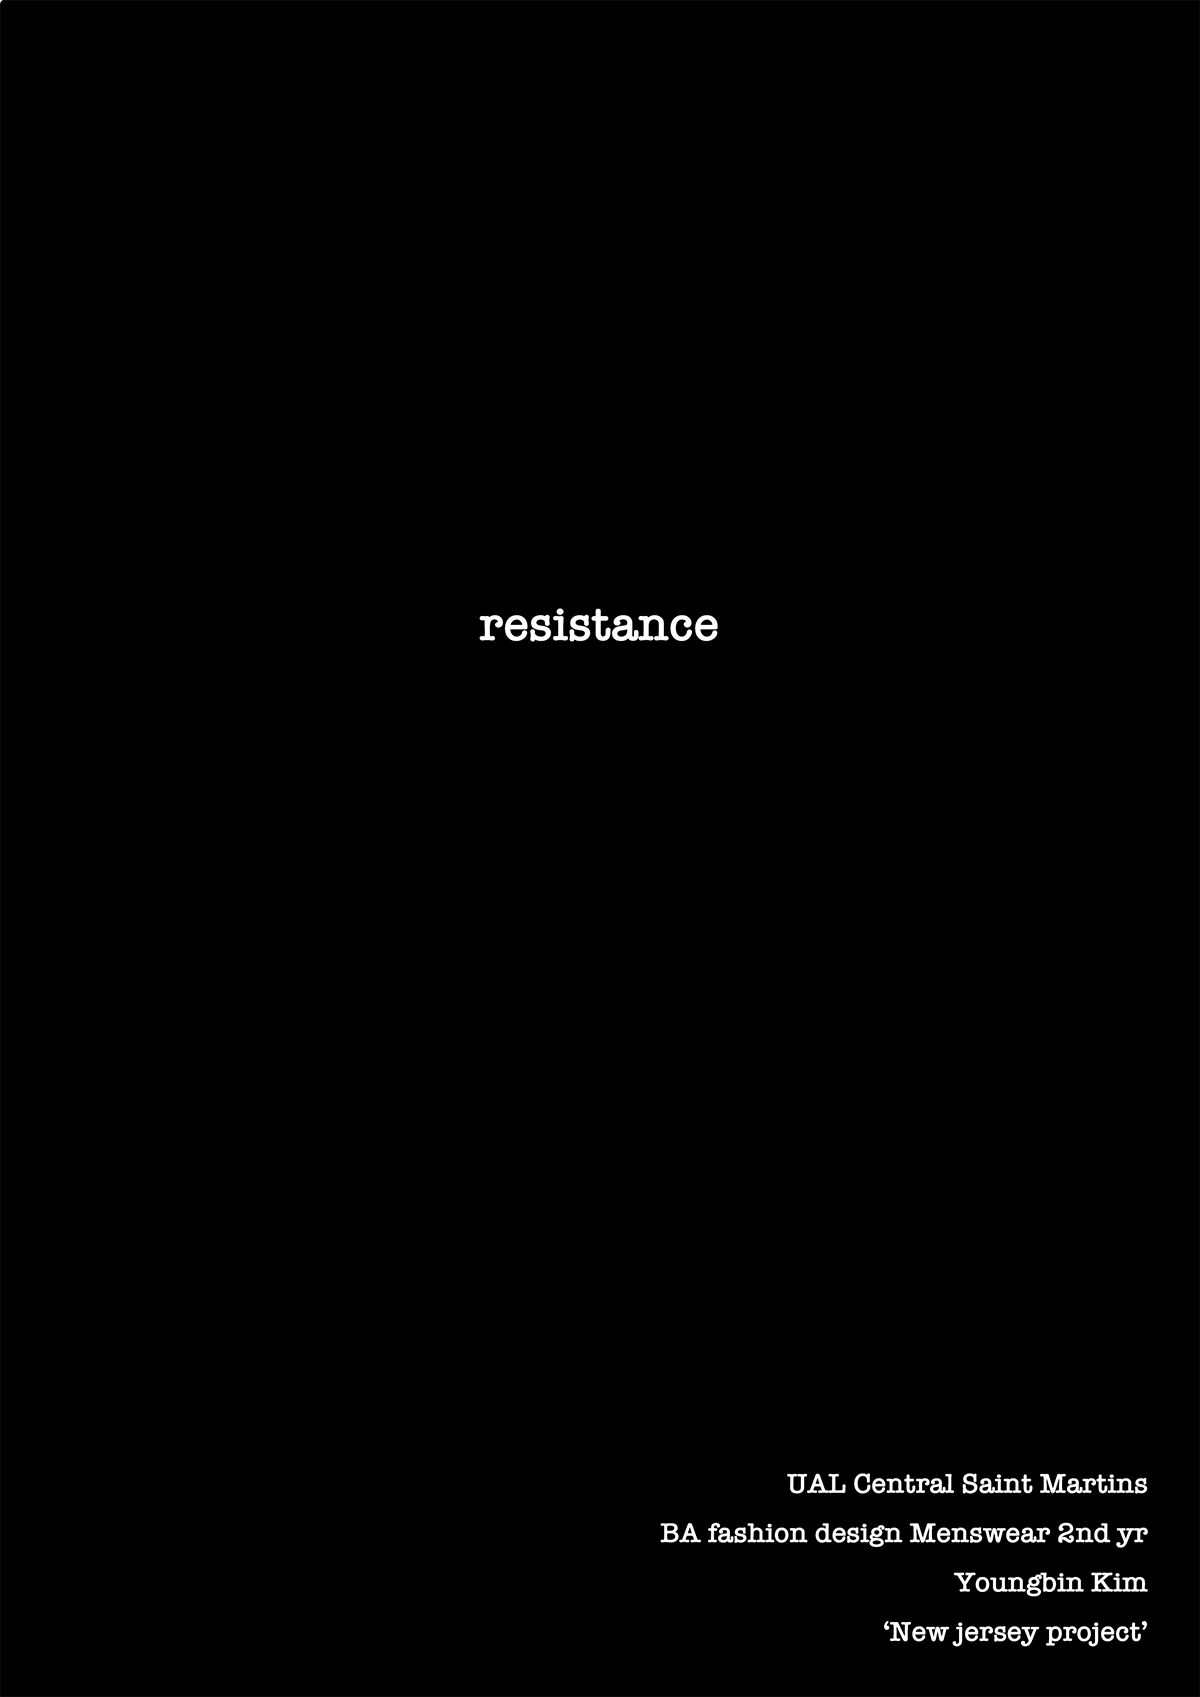 resistance
UAL Central Saint Martins
BA fashion design Menswear 2nd yr
Youngbin Kim
‘New jersey project’